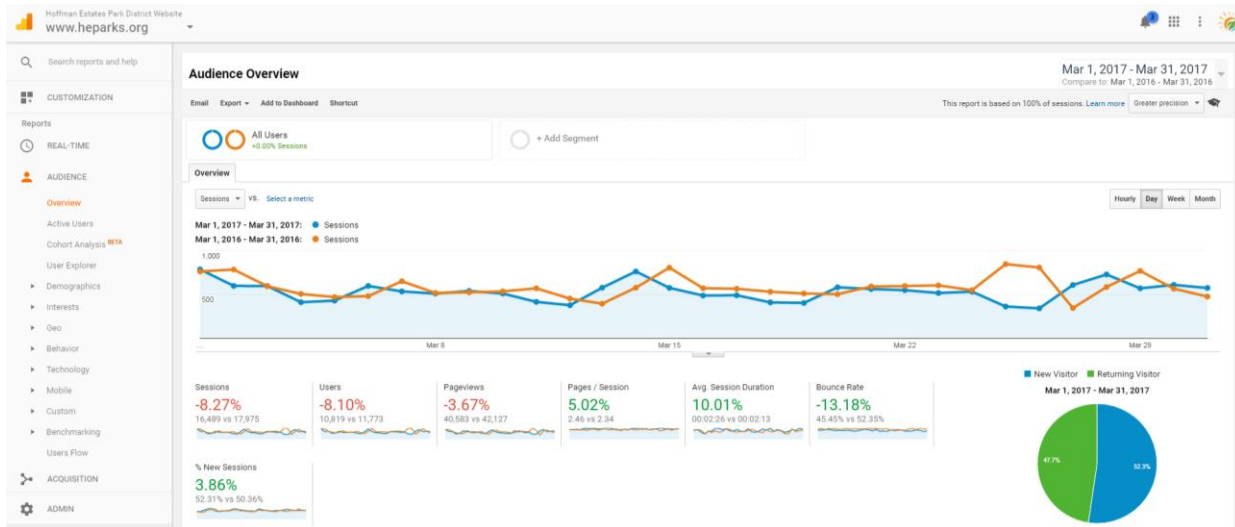 Hoffman Estates Park District Website
www.heparks.org
3
Search reports and help
CUSTOMIZATION
Reports
REAL-TIME
AUDIENCE
Overview
Active Users
Cohort Analysis BETA
User Explorer
Demographics
Interests
Geo
Behavior
Technology
Mobile
Custom
Benchmarking
Users Flow
ACQUISITION
ADMIN
Audience Overview
Mar 1, 2017 - Mar 31, 2017
Compare to: Mar 1, 2016 - Mar 31, 2016
Email Export Add to Dashboard Shortcut
This report is based on 100% of sessions. Learn more Greater precision
All Users
+0.00% Sessions
+ Add Segment
Overview
Sessions VS. Select a metric
Hourly Day Week Month
Mar 1, 2017 - Mar 31, 2017: Sessions
Mar 1, 2016 - Mar 31, 2016: Sessions
1,000
500
... Mar 8 Mar 15 Mar 22 Mar 29
Sessions
-8.27%
16,489 vs 17,975
Users
-8.10%
10,819 vs 11,773
Pageviews
-3.67%
40,583 vs 42,127
Pages / Session
5.02%
2.46 vs 2.34
Avg. Session Duration
10.01%
00:02:26 vs 00:02:13
Bounce Rate
-13.18%
45.45% vs 52.35%
% New Sessions
3.86%
52.31% vs 50.36%
New Visitor Returning Visitor
Mar 1, 2017 - Mar 31, 2017
47.7%
52.3%